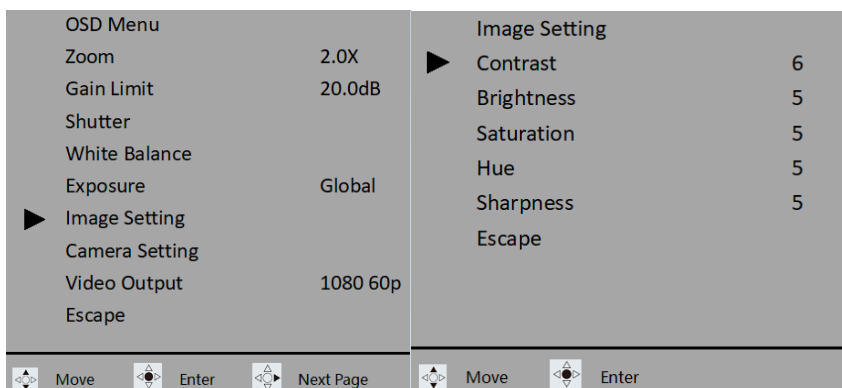 OSD Menu
Zoom 2.0X
Gain Limit 20.0dB
Shutter
White Balance
Exposure Global
Image Setting
Camera Setting
Video Output 1080 60p
Escape
Move Enter Next Page
Image Setting
Contrast 6
Brightness 5
Saturation 5
Hue 5
Sharpness 5
Escape
Move Enter